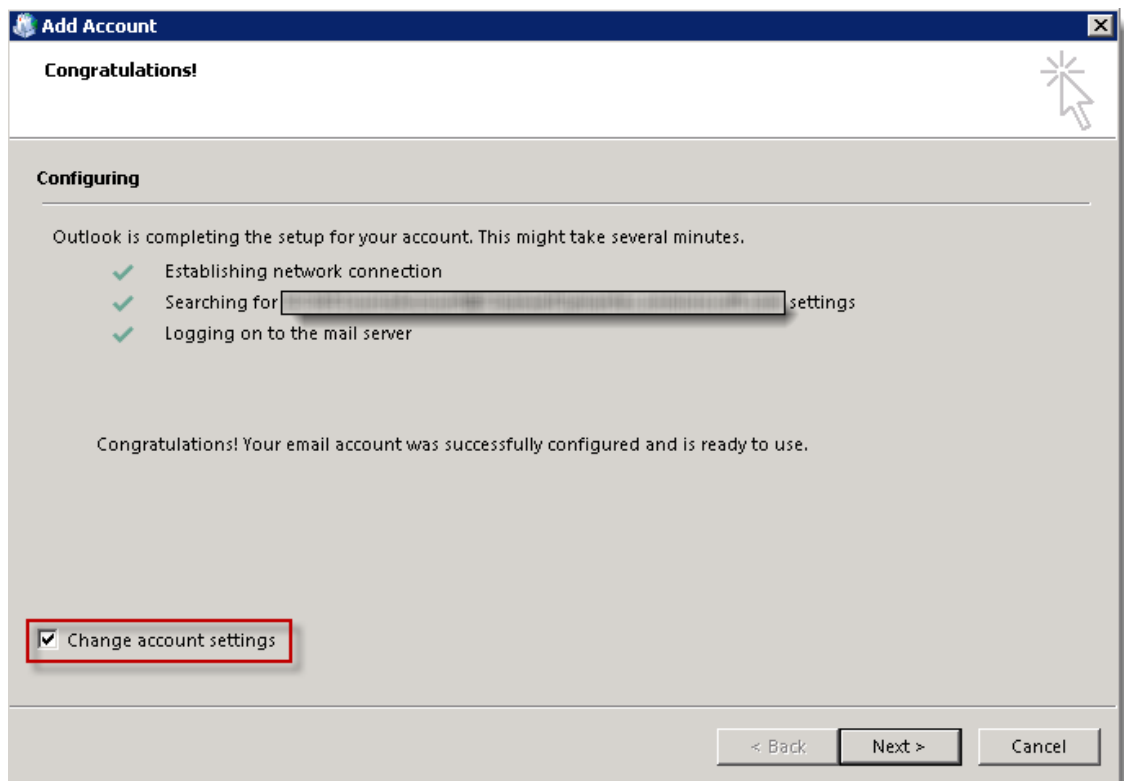 Add Account
Congratulations!
Configuring
Outlook is completing the setup for your account. This might take several minutes.
Establishing network connection
Searching for settings
Logging on to the mail server
Congratulations! Your email account was successfully configured and is ready to use.
Change account settings
< Back Next > Cancel